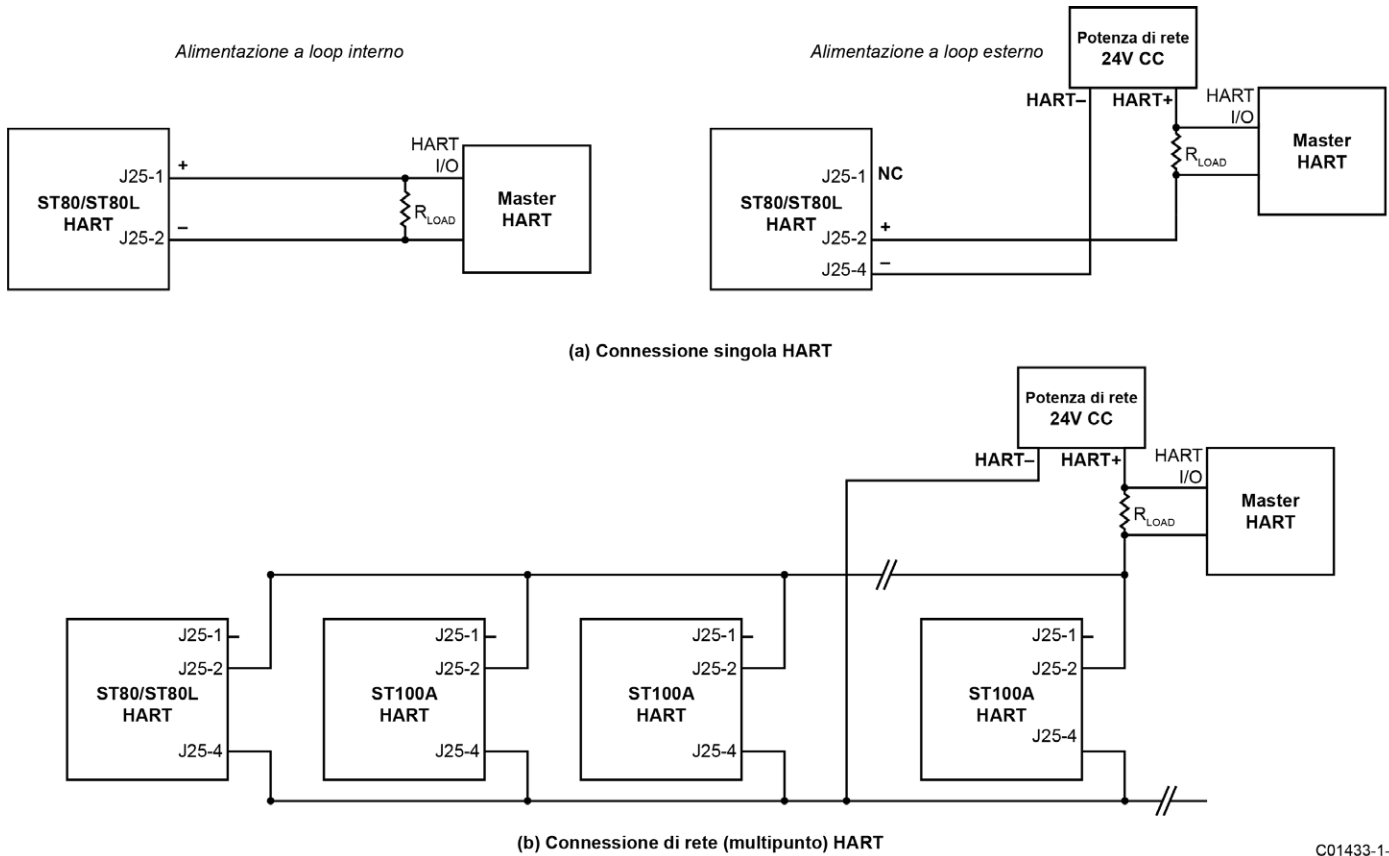 Alimentazione a loop interno
J25-1
+
ST80/ST80L
HART
–
J25-2
HART
I/O
R LOAD
Master
HART
Alimentazione a loop esterno
Potenza di rete
24V CC
HART–
HART+
HART
I/O
R LOAD
Master
HART
J25-1
NC
ST80/ST80L
HART
+
J25-2
–
J25-4
(a) Connessione singola HART
Potenza di rete
24V CC
HART–
HART+
HART
I/O
R LOAD
Master
HART
J25-1
J25-2
ST80/ST80L
HART
J25-4
J25-1
J25-2
ST100A
HART
J25-4
J25-1
J25-2
ST100A
HART
J25-4
J25-1
J25-2
ST100A
HART
J25-4
(b) Connessione di rete (multipunto) HART
C01433-1-